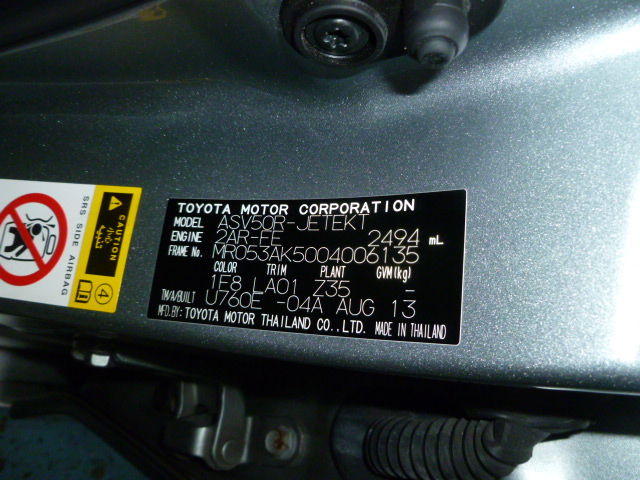 TOYOTA MOTOR CORPORATION
MODEL ASV50R-JETEKT
ENGINE 2AR-FE 2494 mL
FRAME No. MR053AK5004006135
COLOR TRIM PLANT GVM(kg)
1F8 LA01 Z35 -
TM/A/BUILT U760E -04A AUG 13
MFD.BY: TOYOTA MOTOR THAILAND CO.,LTD. MADE IN THAILAND
CAUTION
SRS SIDE AIRBAG
4